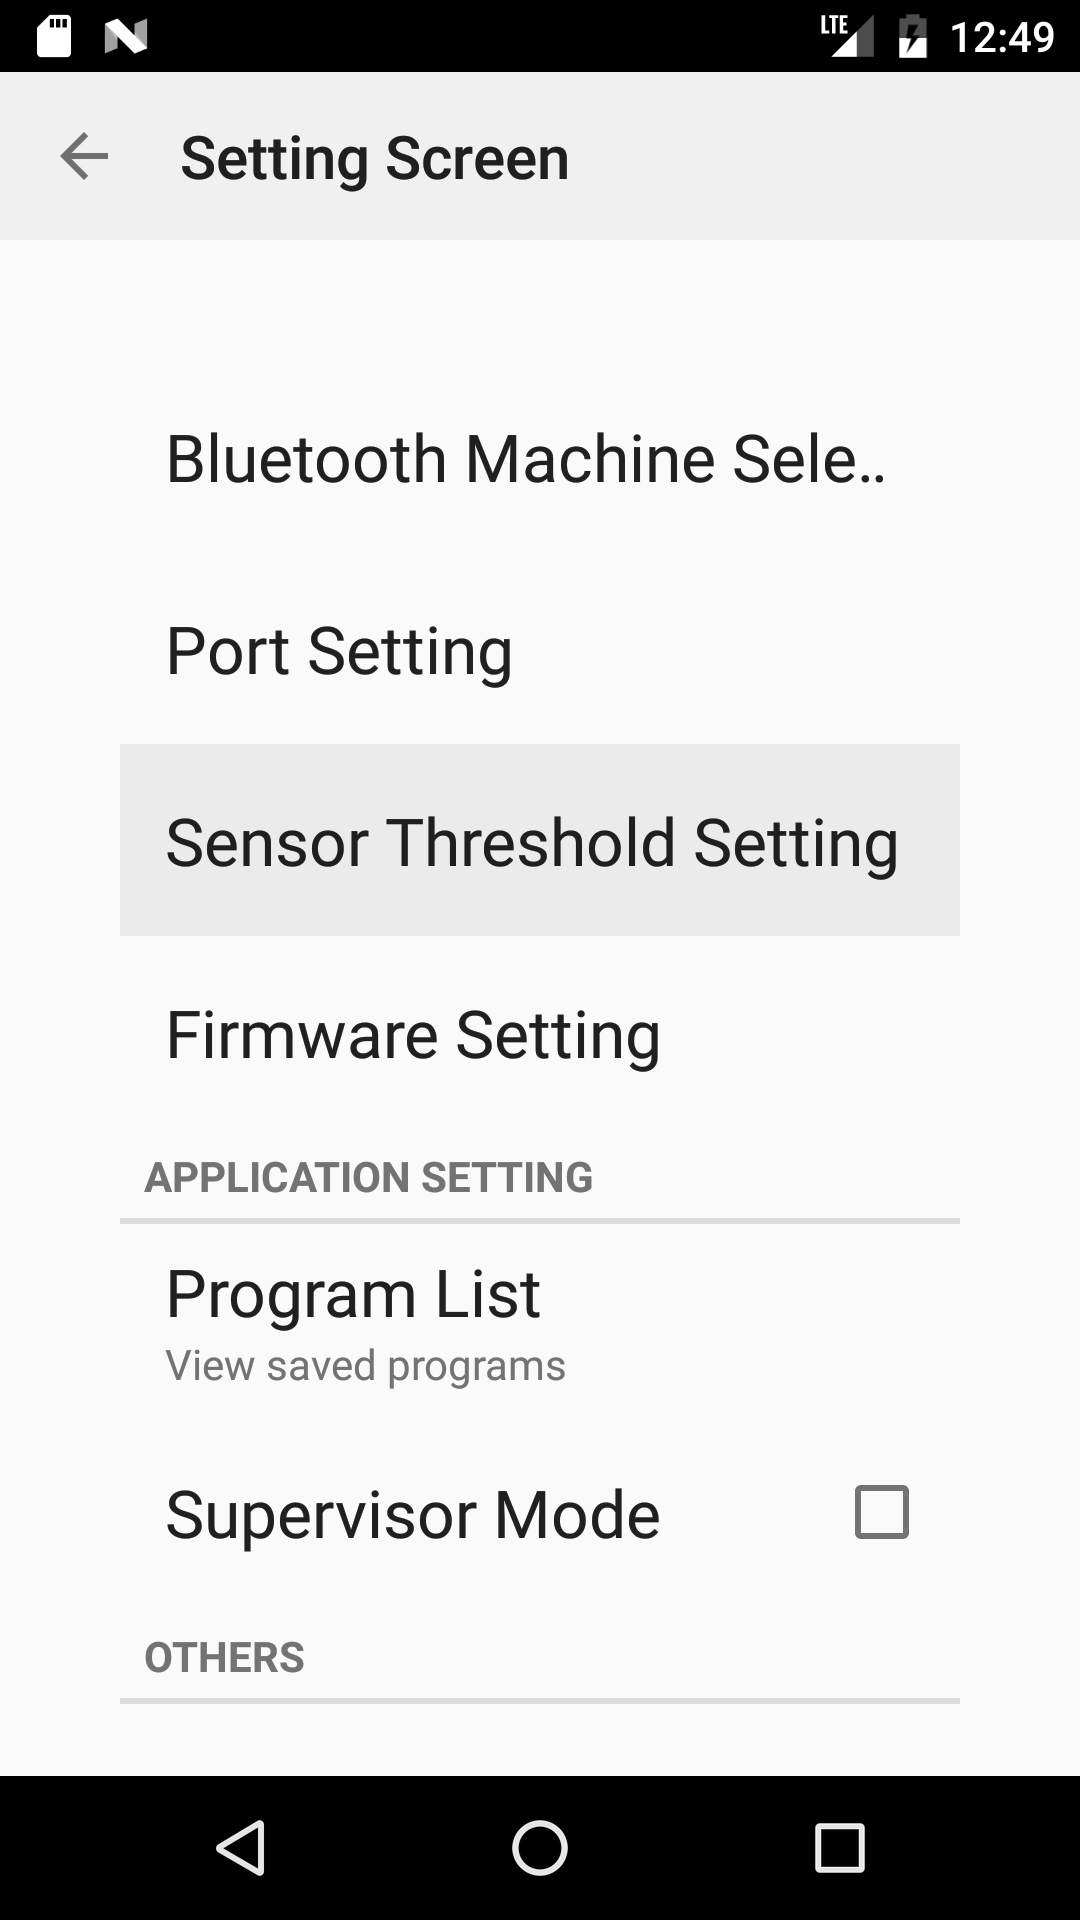 LTE 12:49
Setting Screen
Bluetooth Machine Sele..
Port Setting
Sensor Threshold Setting
Firmware Setting
APPLICATION SETTING
Program List
View saved programs
Supervisor Mode
OTHERS